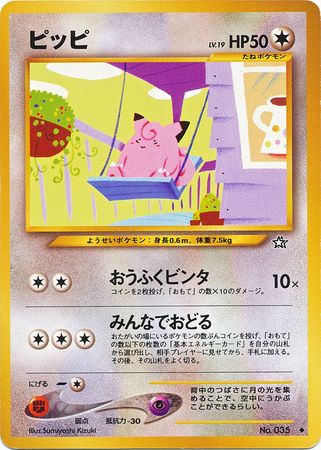 ピッピ
LV.19 HP50
たねポケモン
ようせいポケモン：身長0.6m、体重7.5kg
おうふくビンタ 10×
コインを2枚投げ、「おもて」の数×10のダメージ。
みんなでおどる
おたがいの場にいるポケモンの数ぶんコインを投げ、「おもて」
の数以下の枚数の「基本エネルギーカード」を自分の山札
から選び出し、相手プレイヤーに見せてから、手札に加える。
その後、その山札をよく切る。
にげる
弱点 抵抗力 -30
背中のつばさに月の光を集
めることで、空中にうかぶ
ことができるらしい。
Illus.Sumiyoshi Kizuki
No. 035